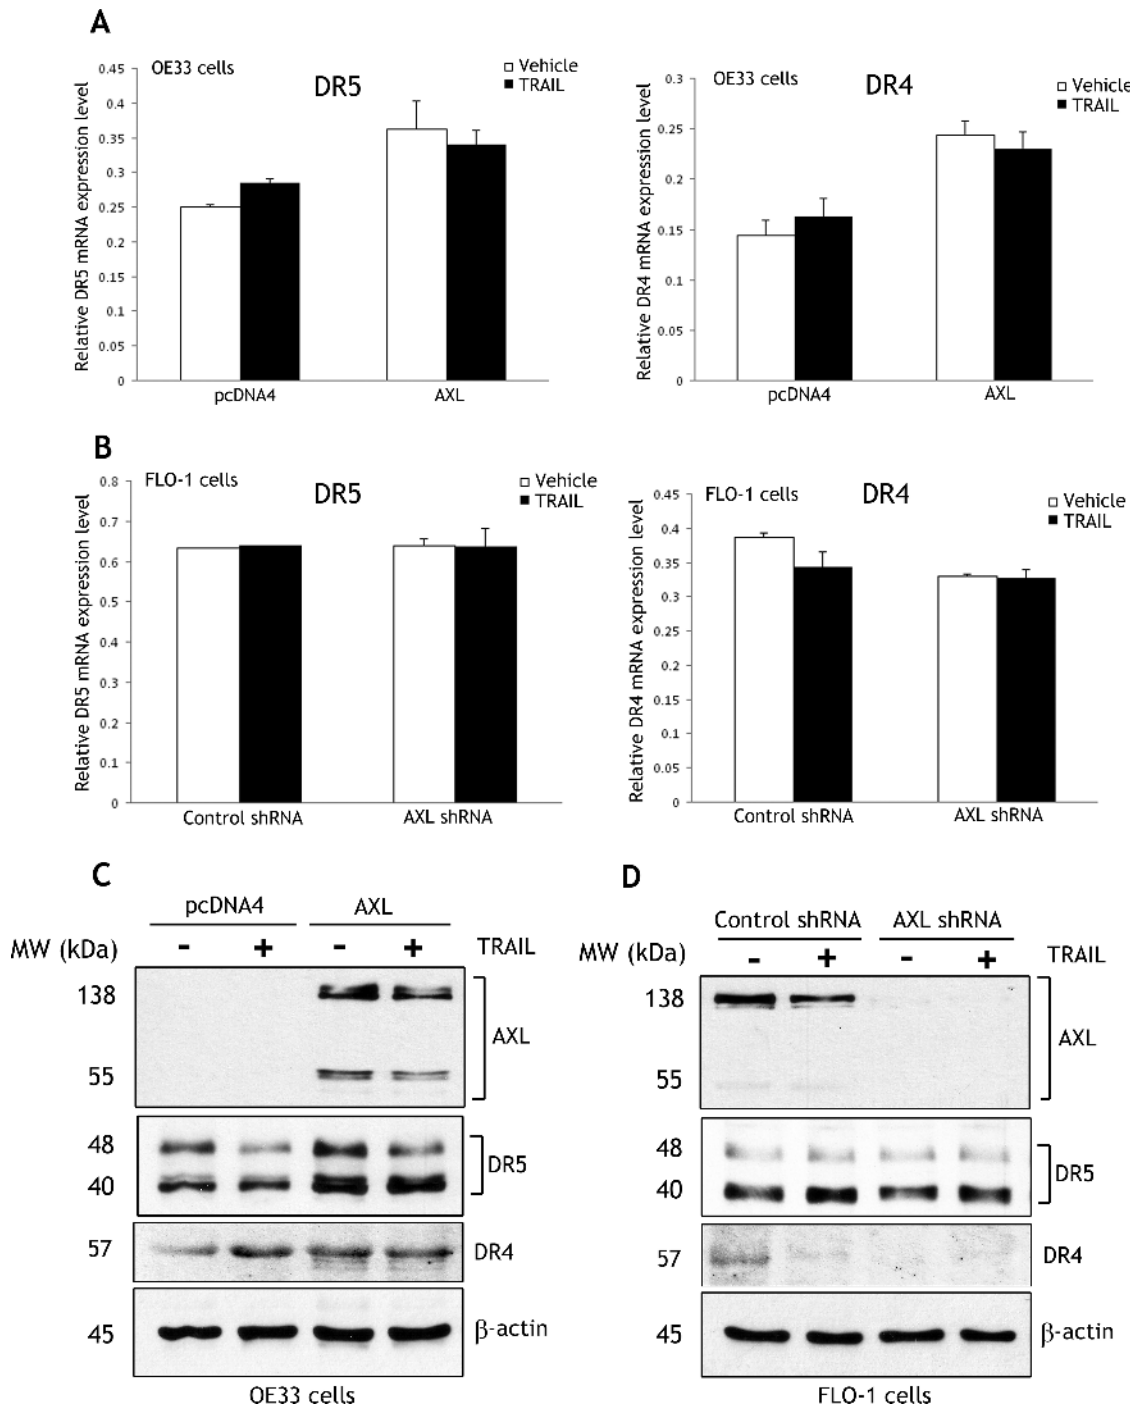 A
OE33 cells
DR5
Vehicle
TRAIL
Relative DR5 mRNA expression level
0.45
0.4
0.35
0.3
0.25
0.2
0.15
0.1
0.05
0
pcDNA4
AXL
OE33 cells
DR4
Vehicle
TRAIL
Relative DR4 mRNA expression level
0.3
0.25
0.2
0.15
0.1
0.05
0
pcDNA4
AXL
B
FLO-1 cells
DR5
Vehicle
TRAIL
Relative DR5 mRNA expression level
0.8
0.7
0.6
0.5
0.4
0.3
0.2
0.1
0
Control shRNA
AXL shRNA
FLO-1 cells
DR4
Vehicle
TRAIL
Relative DR4 mRNA expression level
0.45
0.4
0.35
0.3
0.25
0.2
0.15
0.1
0.05
0
Control shRNA
AXL shRNA
C
pcDNA4 AXL
MW (kDa) - + - + TRAIL
138
AXL
55
48
DR5
40
57 DR4
45 β-actin
OE33 cells
D
Control shRNA AXL shRNA
MW (kDa) - + - + TRAIL
138
AXL
55
48
DR5
40
57 DR4
45 β-actin
FLO-1 cells